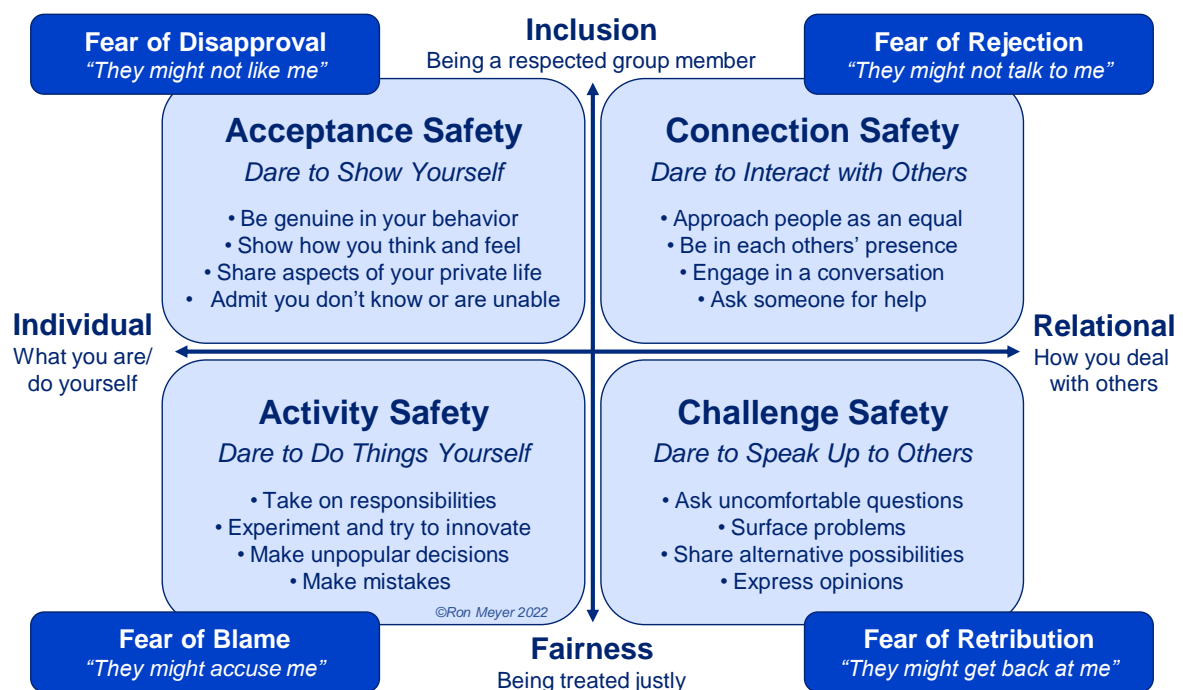 Fear of Disapproval
“They might not like me”
Inclusion
Being a respected group member
Fear of Rejection
“They might not talk to me”
Acceptance Safety
Dare to Show Yourself
• Be genuine in your behavior
• Show how you think and feel
• Share aspects of your private life
• Admit you don’t know or are unable
Connection Safety
Dare to Interact with Others
• Approach people as an equal
• Be in each others’ presence
• Engage in a conversation
• Ask someone for help
Individual
What you are/
do yourself
Relational
How you deal
with others
Activity Safety
Dare to Do Things Yourself
• Take on responsibilities
• Experiment and try to innovate
• Make unpopular decisions
• Make mistakes
©Ron Meyer 2022
Challenge Safety
Dare to Speak Up to Others
• Ask uncomfortable questions
• Surface problems
• Share alternative possibilities
• Express opinions
Fear of Blame
“They might accuse me”
Fairness
Being treated justly
Fear of Retribution
“They might get back at me”